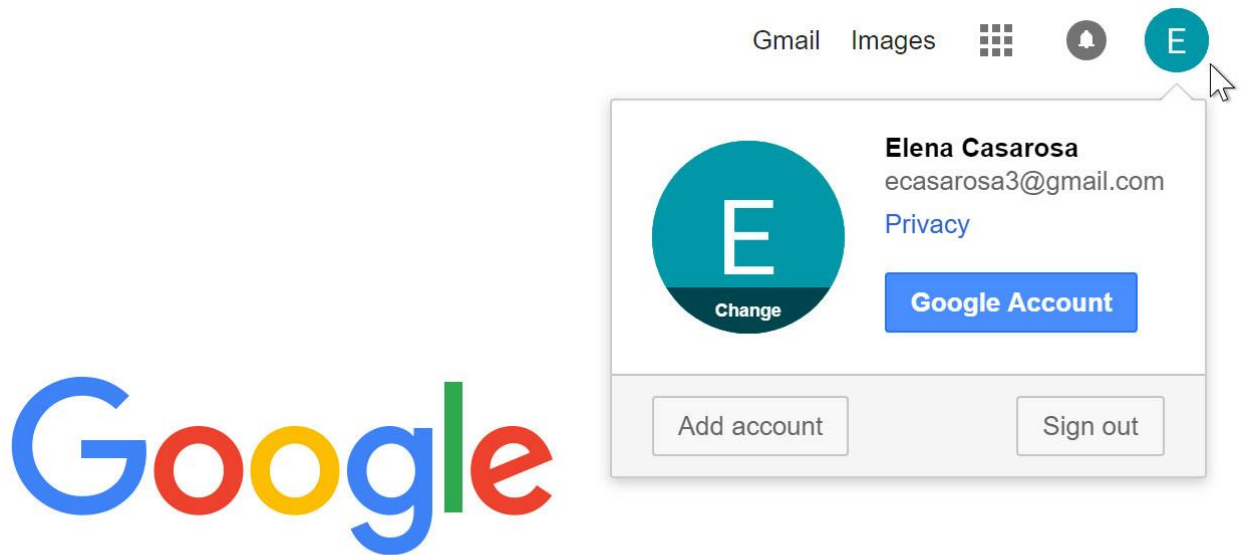 Gmail Images
E
E
Change
Elena Casarosa
ecasarosa3@gmail.com
Privacy
Google Account
Add account Sign out
Google